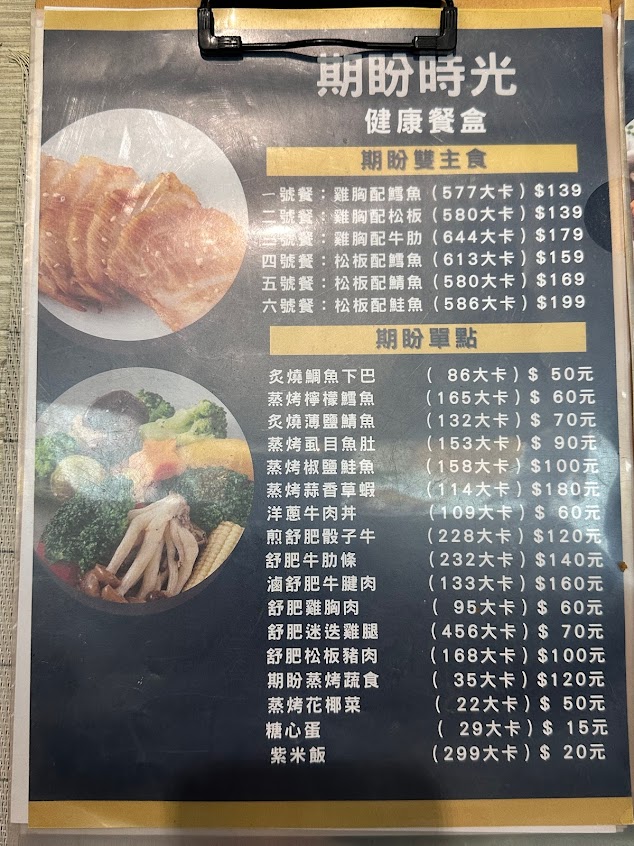 期盼時光
健康餐盒
期盼雙主食
一號餐：雞胸配鱈魚（577大卡）$139
二號餐：雞胸配松板（580大卡）$139
三號餐：雞胸配牛肋（644大卡）$179
四號餐：松板配鱈魚（613大卡）$159
五號餐：松板配鯖魚（580大卡）$169
六號餐：松板配鮭魚（586大卡）$199
期盼單點
炙燒鯛魚下巴（ 86大卡）$ 50元
蒸烤檸檬鱈魚（165大卡）$ 60元
炙燒薄鹽鯖魚（132大卡）$ 70元
蒸烤虱目魚肚（153大卡）$ 90元
蒸烤椒鹽鮭魚（158大卡）$100元
蒸烤蒜香草蝦（114大卡）$180元
洋蔥牛肉丼（109大卡）$ 60元
煎舒肥骰子牛（228大卡）$120元
舒肥牛肋條（232大卡）$140元
滷舒肥牛腱肉（133大卡）$160元
舒肥雞胸肉（ 95大卡）$ 60元
舒肥迷迭雞腿（456大卡）$ 70元
舒肥松板豬肉（168大卡）$100元
期盼蒸烤蔬食（ 35大卡）$120元
蒸烤花椰菜（ 22大卡）$ 50元
糖心蛋（ 29大卡）$ 15元
紫米飯（299大卡）$ 20元